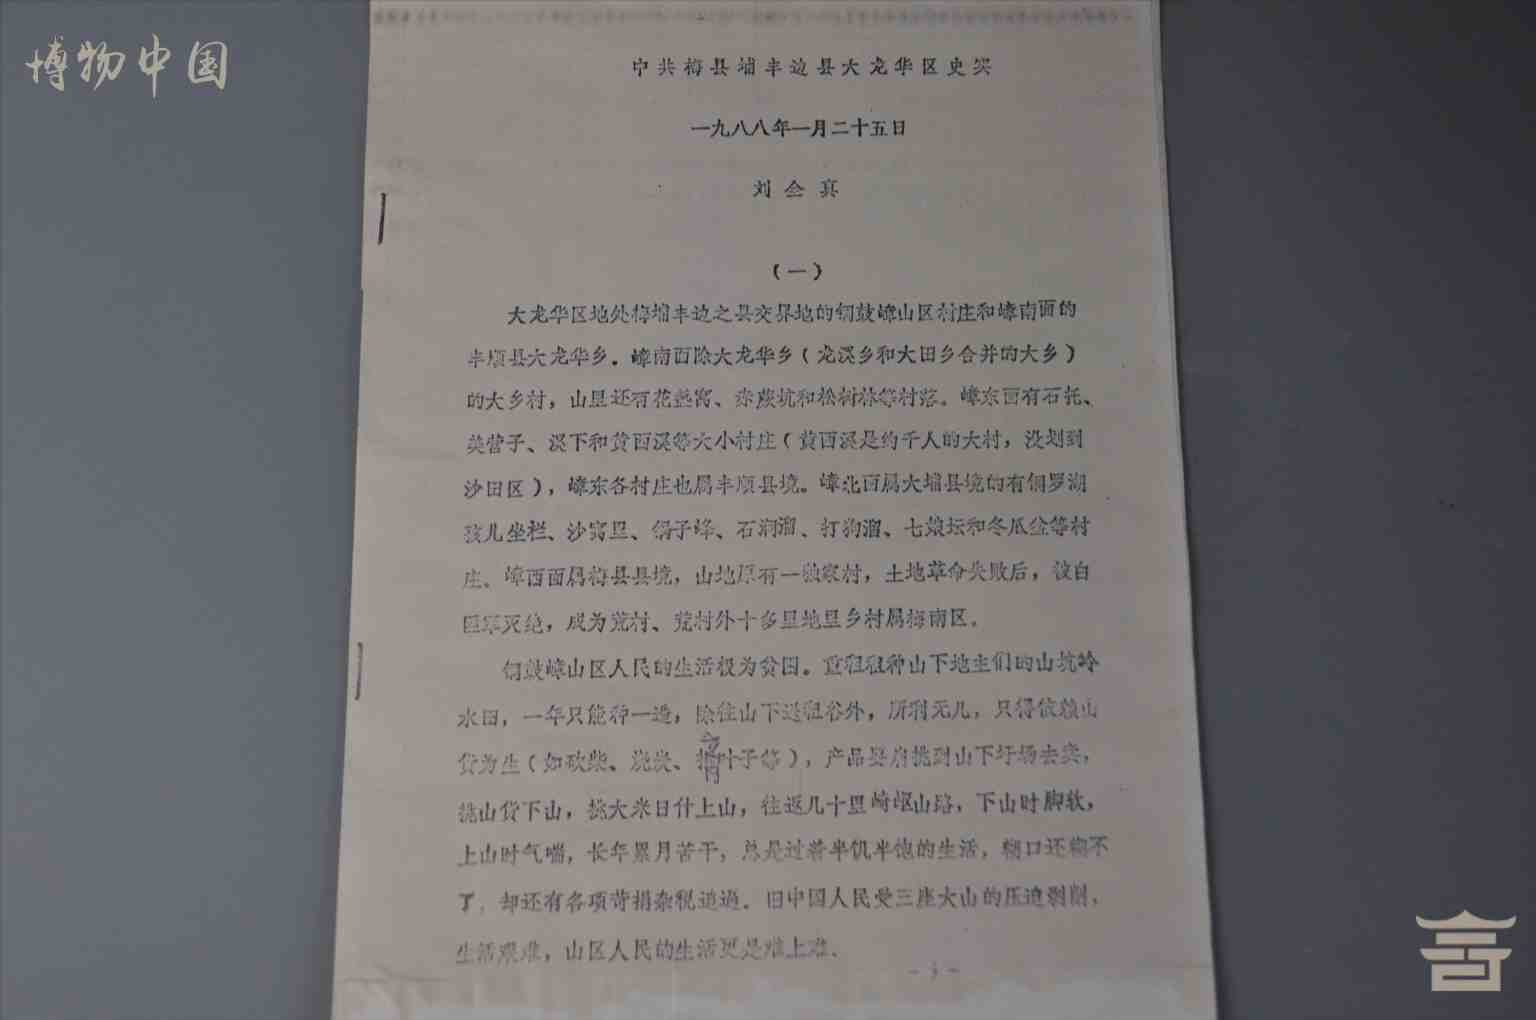 博物中国
中共梅县埔丰边县大龙华区史实
一九八八年一月二十五日
刘仝真
(一)
大龙华区地处梅埔丰边之县交界地的铜鼓嶂山区村庄和嶂南面的
丰顺县大龙华乡。嶂南面除大龙华乡(龙溪乡和大田乡合并的大乡)
的大乡村，山里还有花 窝、赤蕨坑和松树林等村落。嶂东面有石托、
营子、溪下和黄西溪等大小村庄(黄西溪是约千人的大村，没划到
沙田区)，嶂东各村庄也属丰顺县境。嶂北面属大埔县境的有铜罗湖
孩儿坐栏、沙窝里、 子峰、石涧溜、打狗溜、七娘坛和冬瓜岔等村
庄、嶂西面属梅县县境，山地原有一独家村，土地革命失败后，被白
匪军灭绝，成为荒村、荒村外十多里地里乡村属梅南区。
铜鼓嶂山区人民的生活极为贫困。重租租种山下地主们的山坑冷
水田，一年只能种一造，除往山下送租谷外，所剩无几，只得依赖山
货为生(如砍柴、烧炭、 叶子等)，产品要肩挑到山下圩场去卖，
挑山货下山，挑大米日什上山，往返几十里崎岖山路，下山时脚软，
上山时气喘，长年累月苦干，总是过着半饥半饱的生活，糊口还糊不
了，却还有各项苛捐杂税追逼。旧中国人民受三座大山的压迫剥削，
生活艰难，山区人民的生活更是难上难。